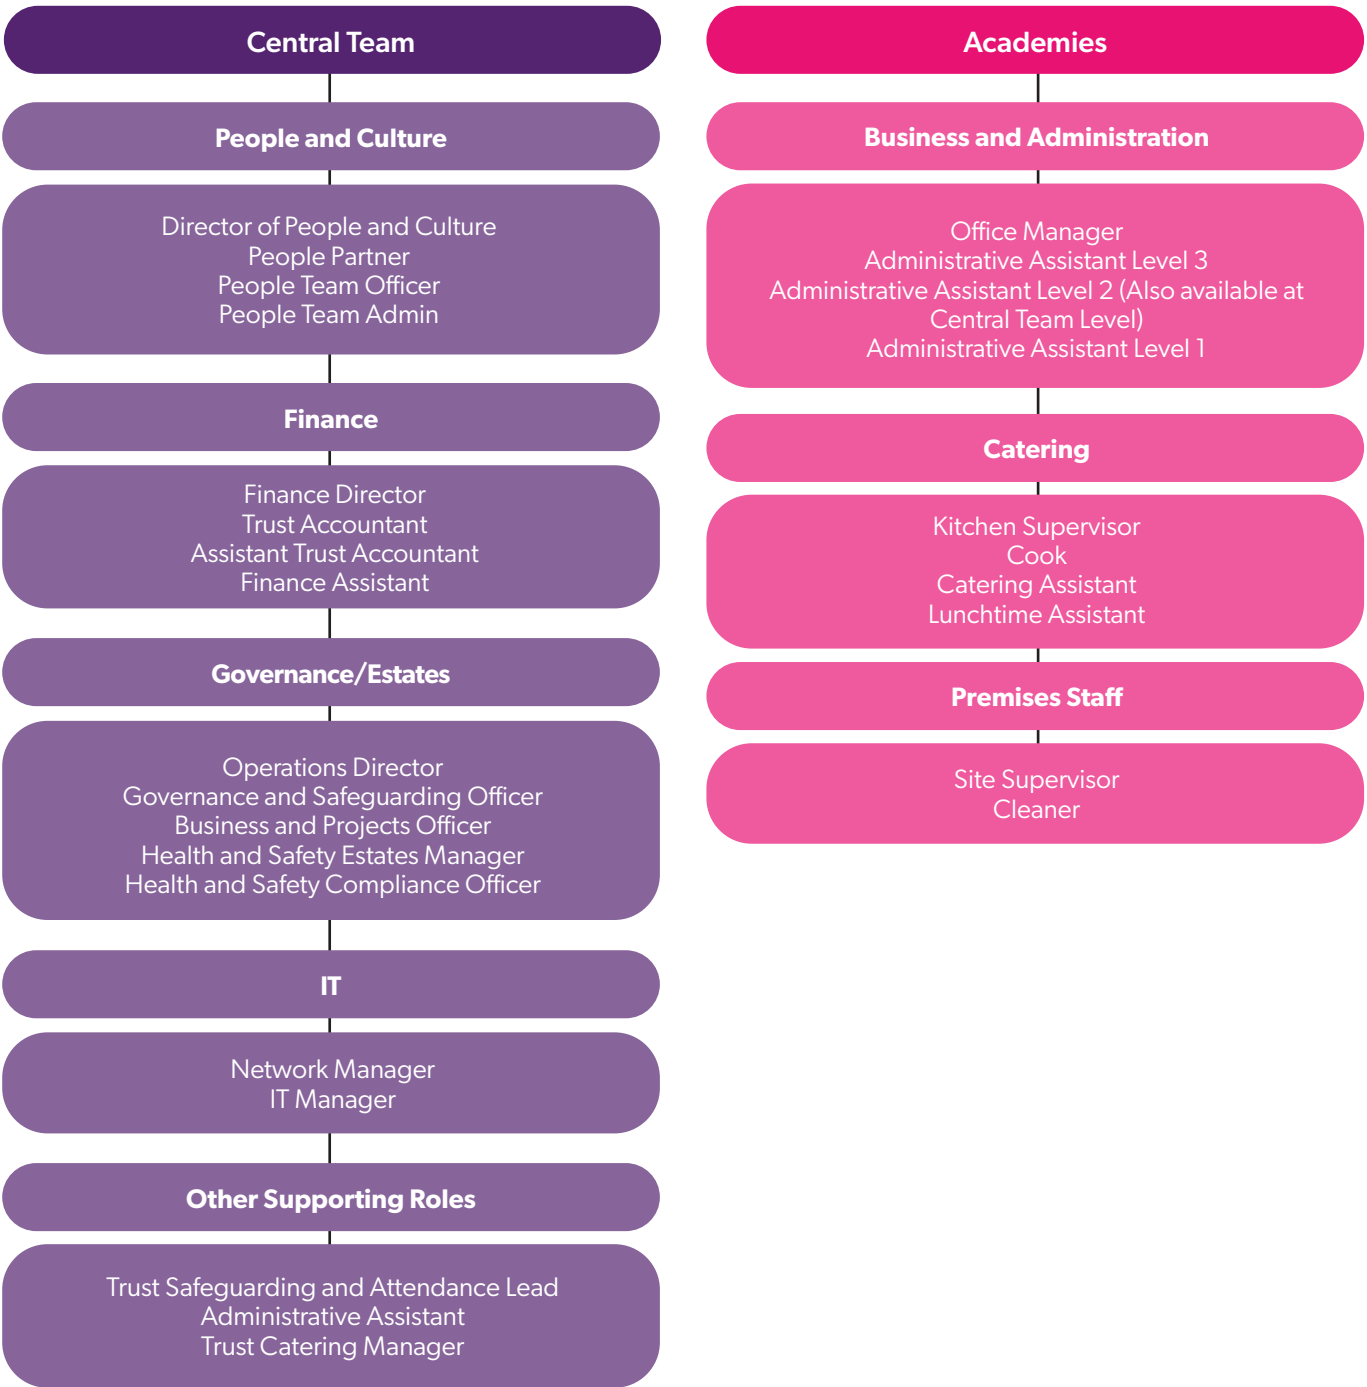 Central Team
People and Culture
Director of People and Culture
People Partner
People Team Officer
People Team Admin
Finance
Finance Director
Trust Accountant
Assistant Trust Accountant
Finance Assistant
Governance/Estates
Operations Director
Governance and Safeguarding Officer
Business and Projects Officer
Health and Safety Estates Manager
Health and Safety Compliance Officer
IT
Network Manager
IT Manager
Other Supporting Roles
Trust Safeguarding and Attendance Lead
Administrative Assistant
Trust Catering Manager
Academies
Business and Administration
Office Manager
Administrative Assistant Level 3
Administrative Assistant Level 2 (Also available at
Central Team Level)
Administrative Assistant Level 1
Catering
Kitchen Supervisor
Cook
Catering Assistant
Lunchtime Assistant
Premises Staff
Site Supervisor
Cleaner